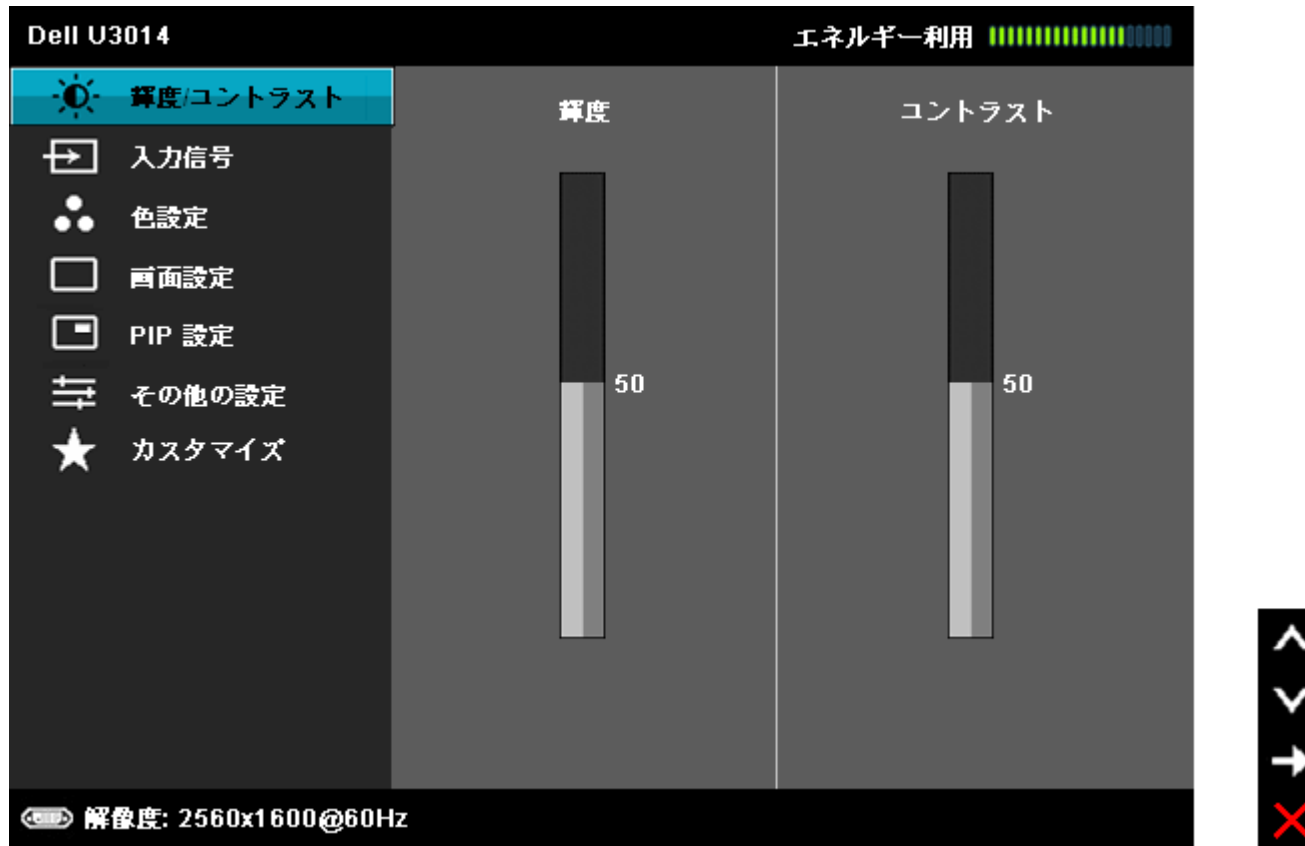 Dell U3014
エネルギー利用
輝度/コントラスト
入力信号
色設定
画面設定
PIP 設定
その他の設定
カスタマイズ
輝度
50
コントラスト
50
解像度: 2560x1600@60Hz